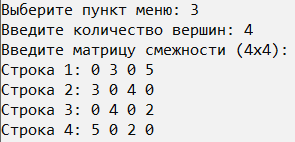 Выберите пункт меню: 3
Введите количество вершин: 4
Введите матрицу смежности (4x4):
Строка 1: 0 3 0 5
Строка 2: 3 0 4 0
Строка 3: 0 4 0 2
Строка 4: 5 0 2 0